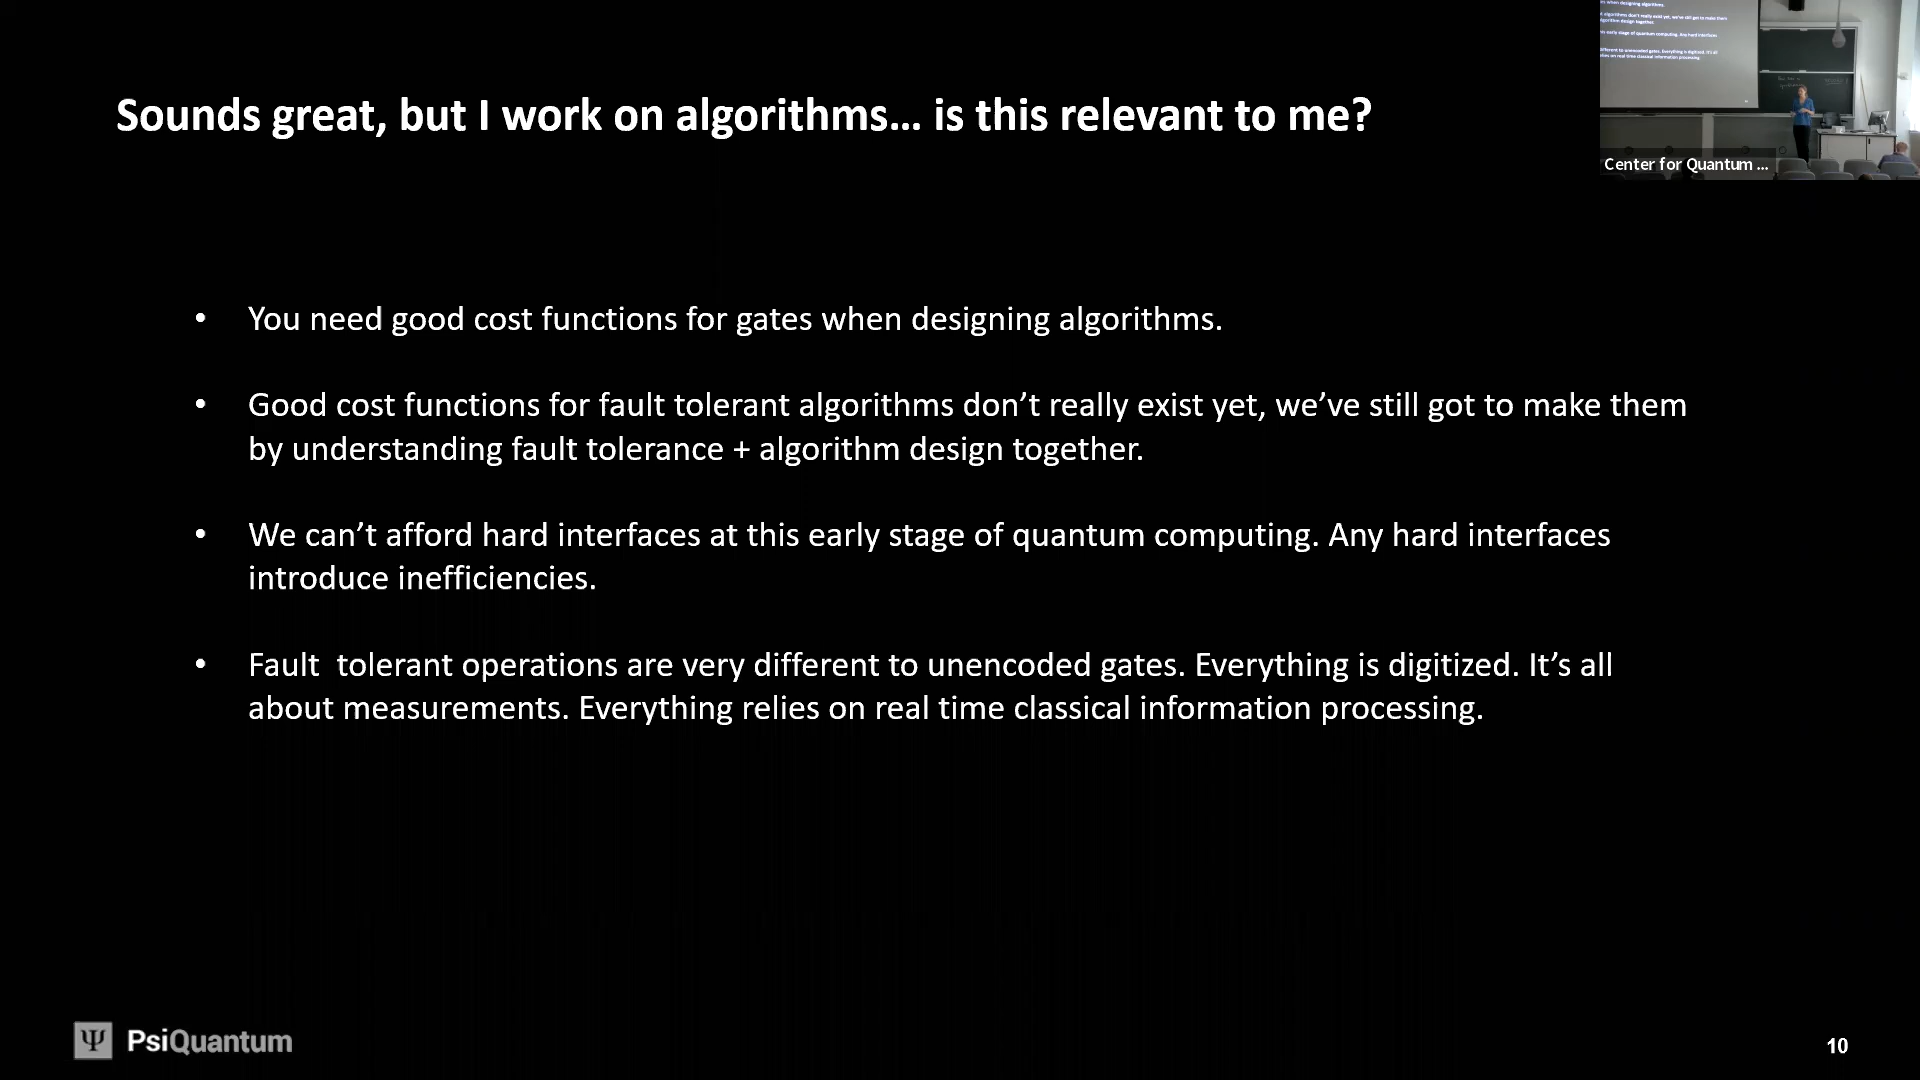 Sounds great, but I work on algorithms… is this relevant to me?
• You need good cost functions for gates when designing algorithms.
• Good cost functions for fault tolerant algorithms don’t really exist yet, we’ve still got to make them
by understanding fault tolerance + algorithm design together.
• We can’t afford hard interfaces at this early stage of quantum computing. Any hard interfaces
introduce inefficiencies.
• Fault  tolerant operations are very different to unencoded gates. Everything is digitized. It’s all
about measurements. Everything relies on real time classical information processing.
Center for Quantum ...
Ψ PsiQuantum
10